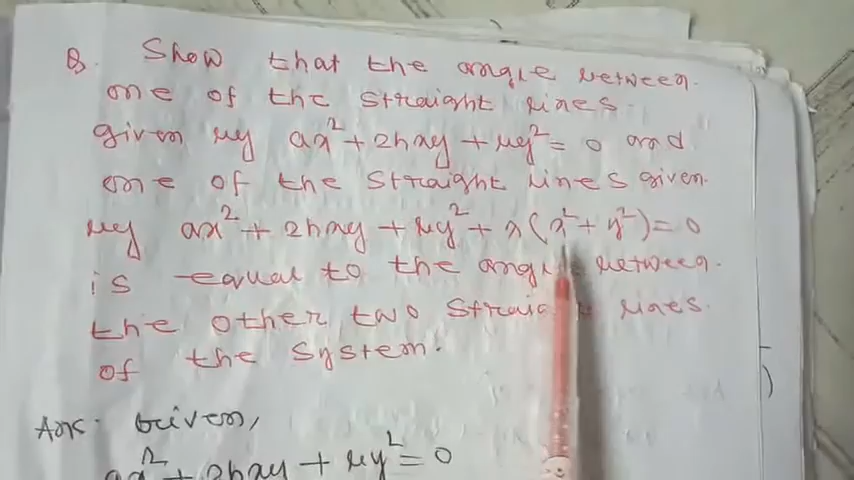 Q. Show that the angle between
one of the straight lines
given by ax²+2hxy+by²=0 and
one of the straight lines given
by ax²+2hxy+by²+λ(x²+y²)=0
is equal to the angle between
the other two straight lines
of the system.
Ans: Given,
ax²+2hxy+by²=0